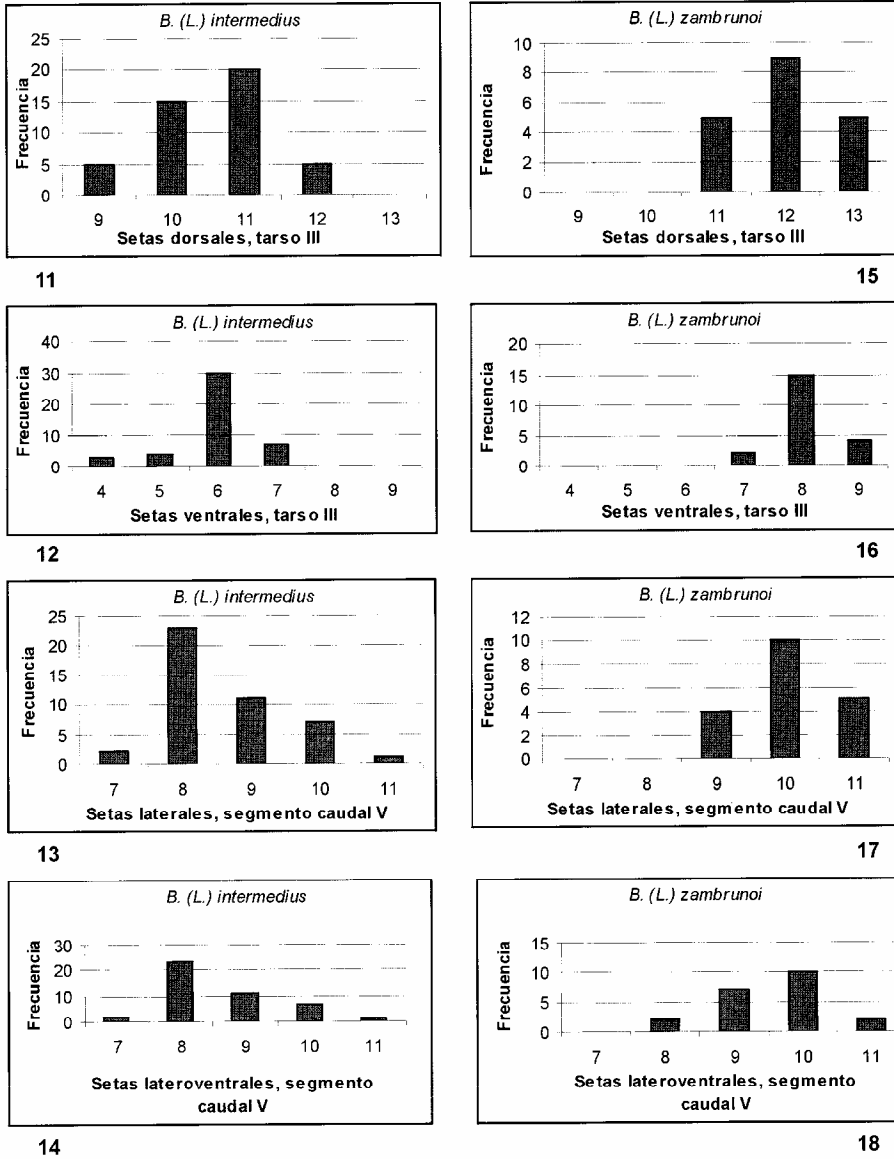 B. (L.) intermedius
25
20
15
10
5
0
Frecuencia
9 10 11 12 13
Setas dorsales, tarso III
11
B. (L.) zambrunoi
10
8
6
4
2
0
Frecuencia
9 10 11 12 13
Setas dorsales, tarso III
15
B. (L.) intermedius
40
30
20
10
0
Frecuencia
4 5 6 7 8 9
Setas ventrales, tarso III
12
B. (L.) zambrunoi
20
15
10
5
0
Frecuencia
4 5 6 7 8 9
Setas ventrales, tarso III
16
B. (L.) intermedius
25
20
15
10
5
0
Frecuencia
7 8 9 10 11
Setas laterales, segmento caudal V
13
B. (L.) zambrunoi
12
10
8
6
4
2
0
Frecuencia
7 8 9 10 11
Setas laterales, segmento caudal V
17
B. (L.) intermedius
30
20
10
0
Frecuencia
7 8 9 10 11
Setas lateroventrales, segmento
caudal V
14
B. (L.) zambrunoi
15
10
5
0
Frecuencia
7 8 9 10 11
Setas lateroventrales, segmento
caudal V
18